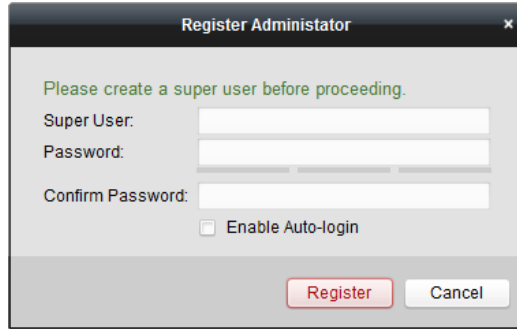 Register Administator
×
Please create a super user before proceeding.
Super User:
Password:
Confirm Password:
Enable Auto-login
Register Cancel